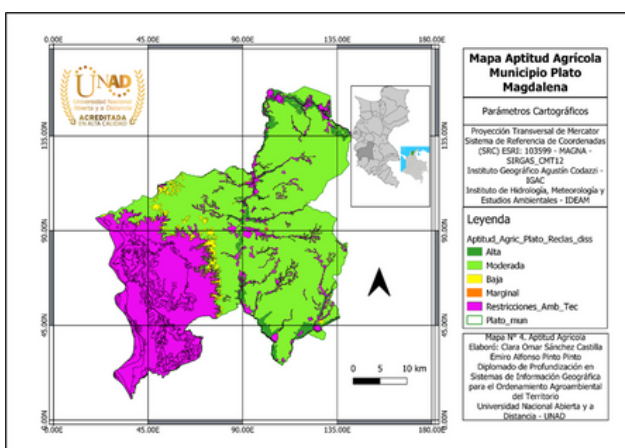 0.00E 45.00E 90.00E 135.00E 180.00E
UNAD
Universidad Nacional
Abierta y a Distancia
ACREDITADA
EN ALTA CALIDAD
135.00N
135.00N
90.00N
90.00N
45.00N
45.00N
0 5 10 km
0.00E 45.00E 90.00E 135.00E 180.00E
Mapa Aptitud Agrícola
Municipio Plato
Magdalena
Parámetros Cartográficos
Proyección Transversal de Mercator
Sistema de Referencia de Coordenadas
(SRC) ESRI: 103599 - MAGNA -
SIRGAS_CMT12
Instituto Geográfico Agustín Codazzi -
IGAC
Instituto de Hidrología, Meteorología y
Estudios Ambientales - IDEAM
Leyenda
Aptitud_Agric_Plato_Reclas_diss
Alta
Moderada
Baja
Marginal
Restricciones_Amb_Tec
Plato_mun
Mapa N° 4. Aptitud Agrícola
Elaboró: Clara Omar Sánchez Castilla
Emiro Alfonso Pinto Pinto
Diplomado de Profundización en
Sistemas de Información Geográfica
para el Ordenamiento Agroambiental
del Territorio
Universidad Nacional Abierta y a
Distancia - UNAD